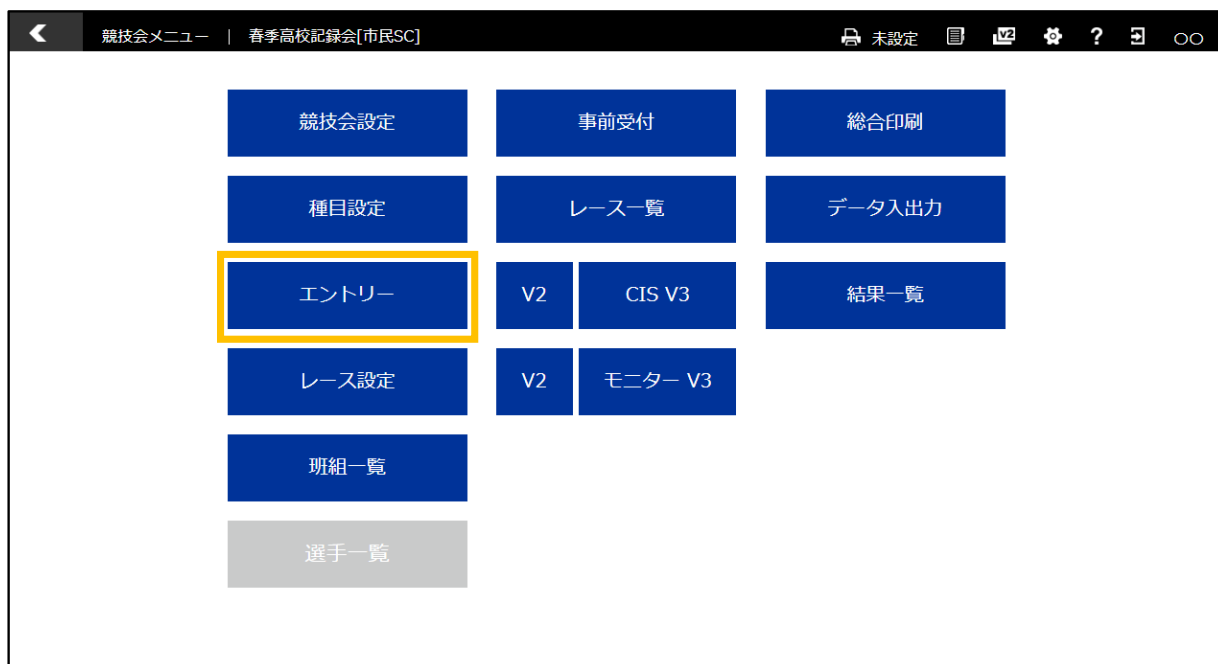 競技会メニュー | 春季高校記録会[市民SC] 未設定 V2 ? ○○
競技会設定 事前受付 総合印刷
種目設定 レース一覧 データ入出力
エントリー V2 CIS V3 結果一覧
レース設定 V2 モニター V3
班組一覧
選手一覧